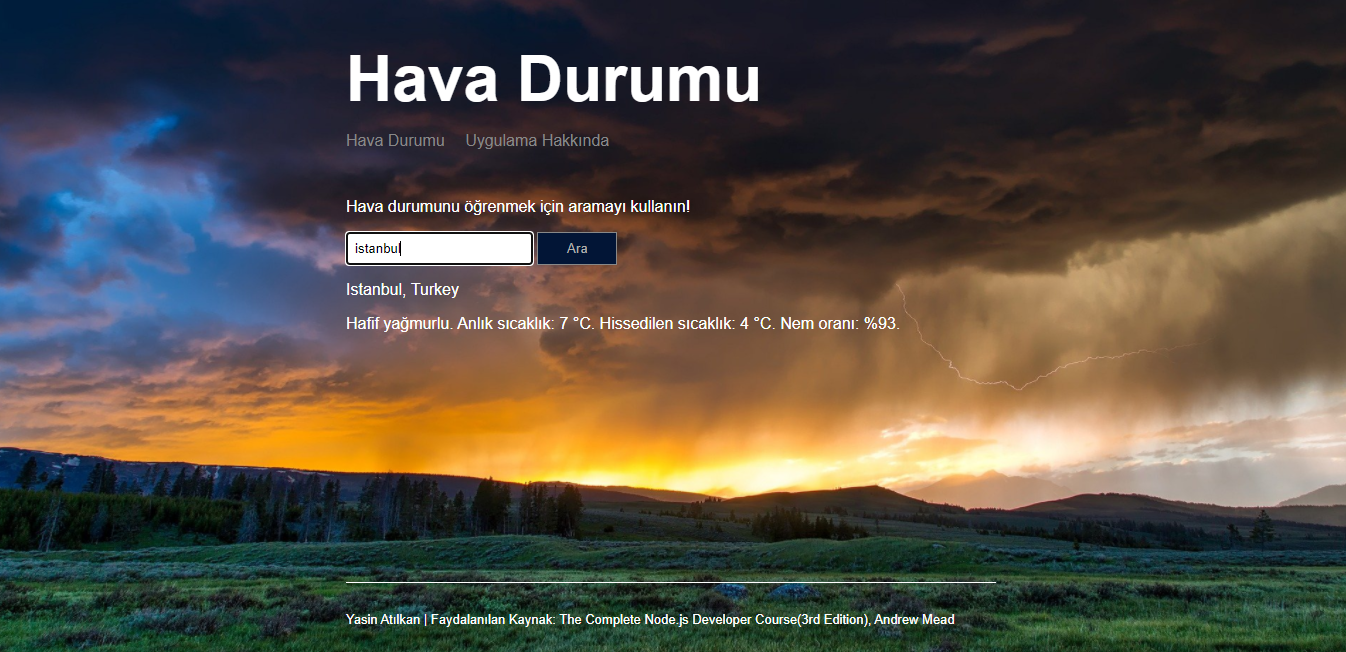 Hava Durumu
Hava Durumu Uygulama Hakkında
Hava durumunu öğrenmek için aramayı kullanın!
istanbul Ara
Istanbul, Turkey
Hafif yağmurlu. Anlık sıcaklık: 7 °C. Hissedilen sıcaklık: 4 °C. Nem oranı: %93.
Yasin Atılkan | Faydalanılan Kaynak: The Complete Node.js Developer Course(3rd Edition), Andrew Mead